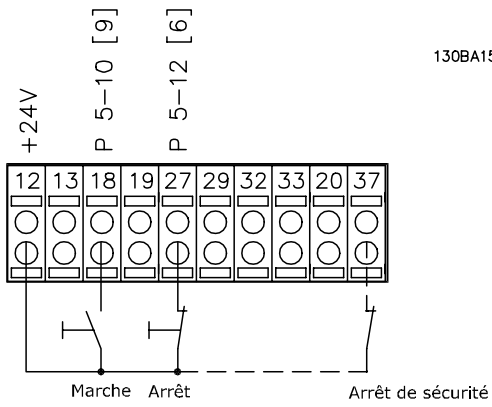 +24V
P 5-10 [9]
P 5-12 [6]
130BA15
12 13 18 19 27 29 32 33 20 37
Marche Arrêt Arrêt de sécurité